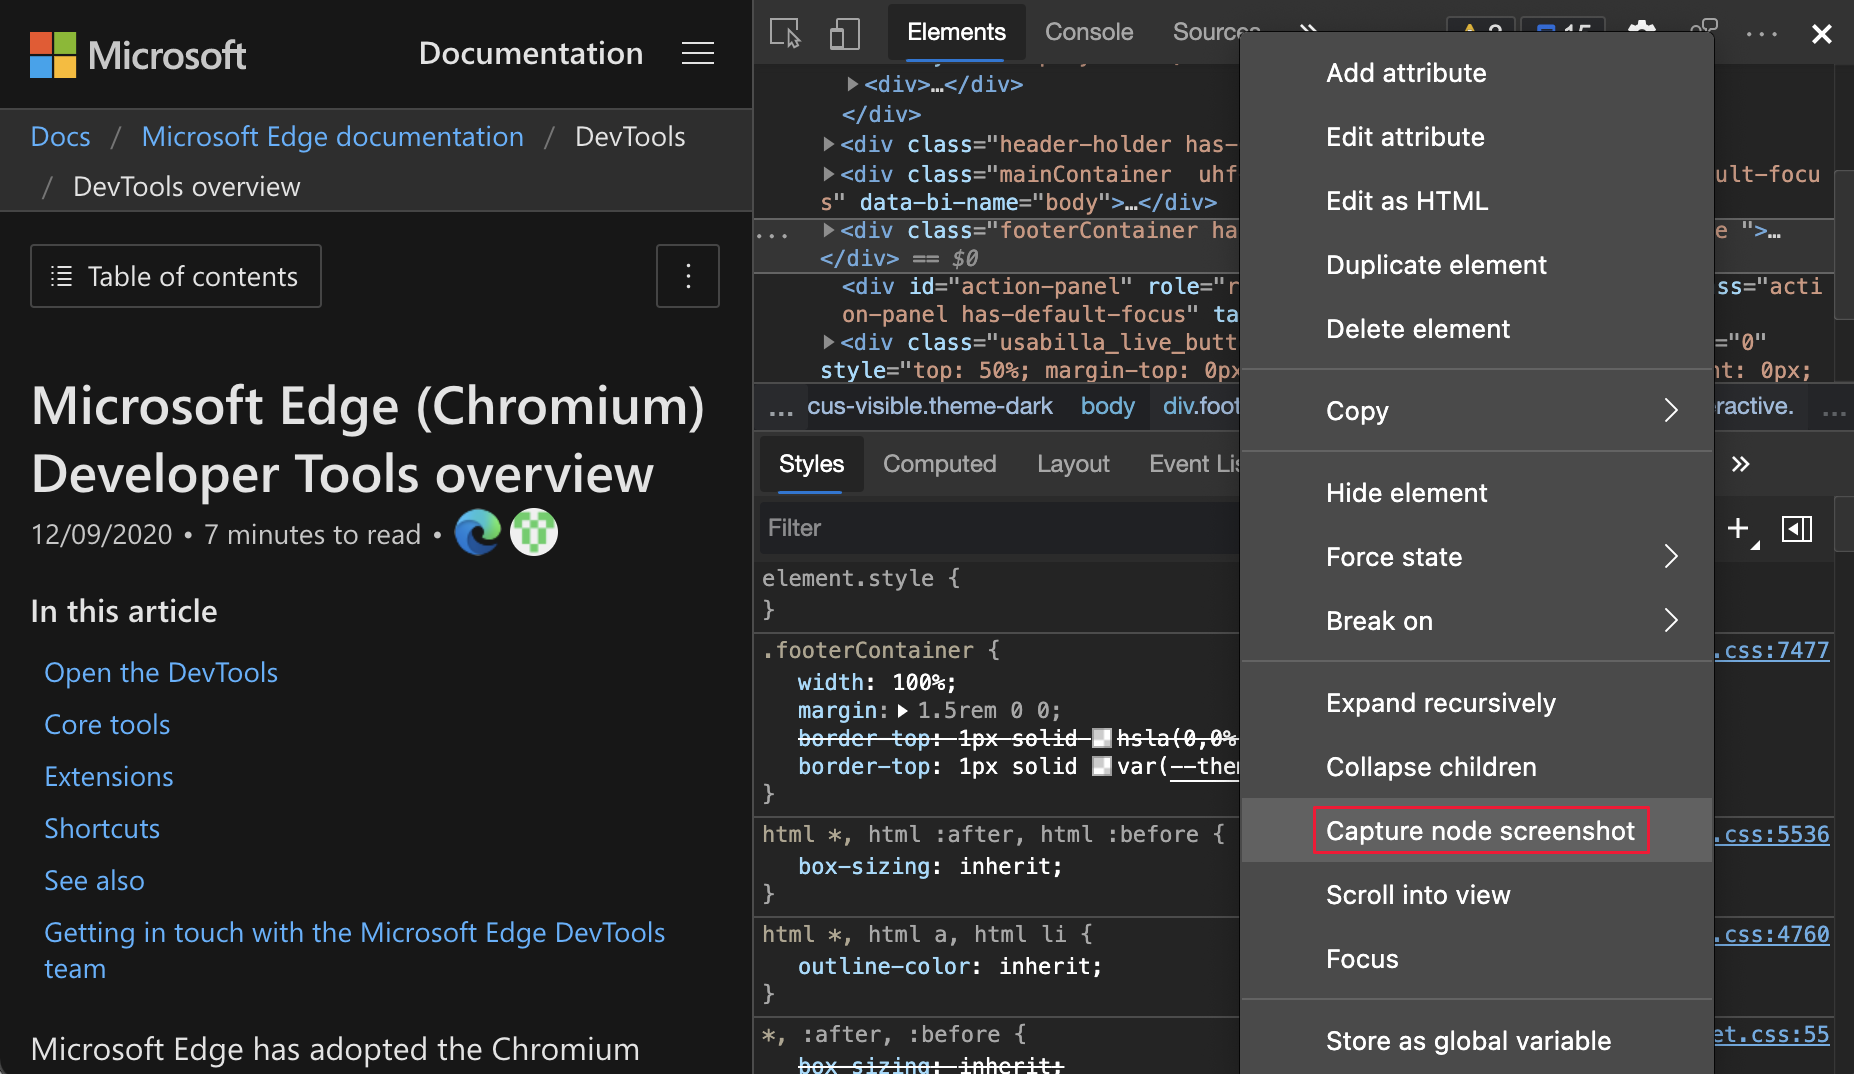 Microsoft
Documentation
Docs / Microsoft Edge documentation / DevTools
/ DevTools overview
Table of contents
Microsoft Edge (Chromium)
Developer Tools overview
12/09/2020 • 7 minutes to read •
In this article
Open the DevTools
Core tools
Extensions
Shortcuts
See also
Getting in touch with the Microsoft Edge DevTools
team
Microsoft Edge has adopted the Chromium
Elements Console Sources
<div>…</div>
</div>
<div class="header-holder has-
<div class="mainContainer uhf ult-focu
s" data-bi-name="body">…</div>
<div class="footerContainer ha e ">…
</div> == $0
<div id="action-panel" role="r ss="acti
on-panel has-default-focus" ta
<div class="usabilla_live_butt ="0"
style="top: 50%; margin-top: 0px nt: 0px;
... cus-visible.theme-dark body div.foot ractive. ...
Styles Computed Layout Event Lis
Filter
element.style {
}
.footerContainer { .css:7477
width: 100%;
margin: 1.5rem 0 0;
border-top: 1px solid hsla(0,0%
border-top: 1px solid var(--the
}
html *, html :after, html :before { .css:5536
box-sizing: inherit;
}
html *, html a, html li { .css:4760
outline-color: inherit;
}
*, :after, :before { et.css:55
box-sizing: inherit;
Add attribute
Edit attribute
Edit as HTML
Duplicate element
Delete element
Copy
Hide element
Force state
Break on
Expand recursively
Collapse children
Capture node screenshot
Scroll into view
Focus
Store as global variable